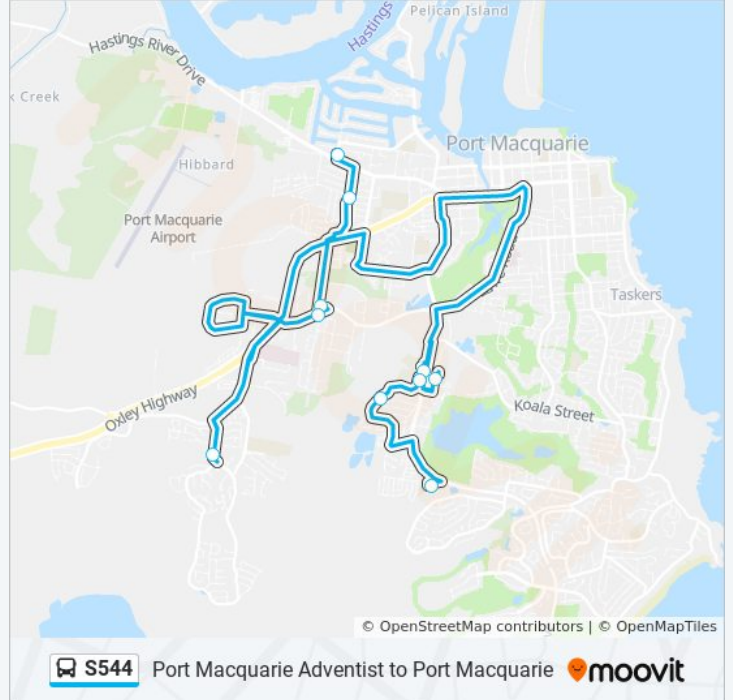 Pelican Island
Hastings
Hastings River Drive
k Creek
Port Macquarie
Hibbard
Port Macquarie
Airport
Taskers
Oxley Highway
Koala Street
© OpenStreetMap contributors | © OpenMapTiles
S544 Port Macquarie Adventist to Port Macquarie moovit